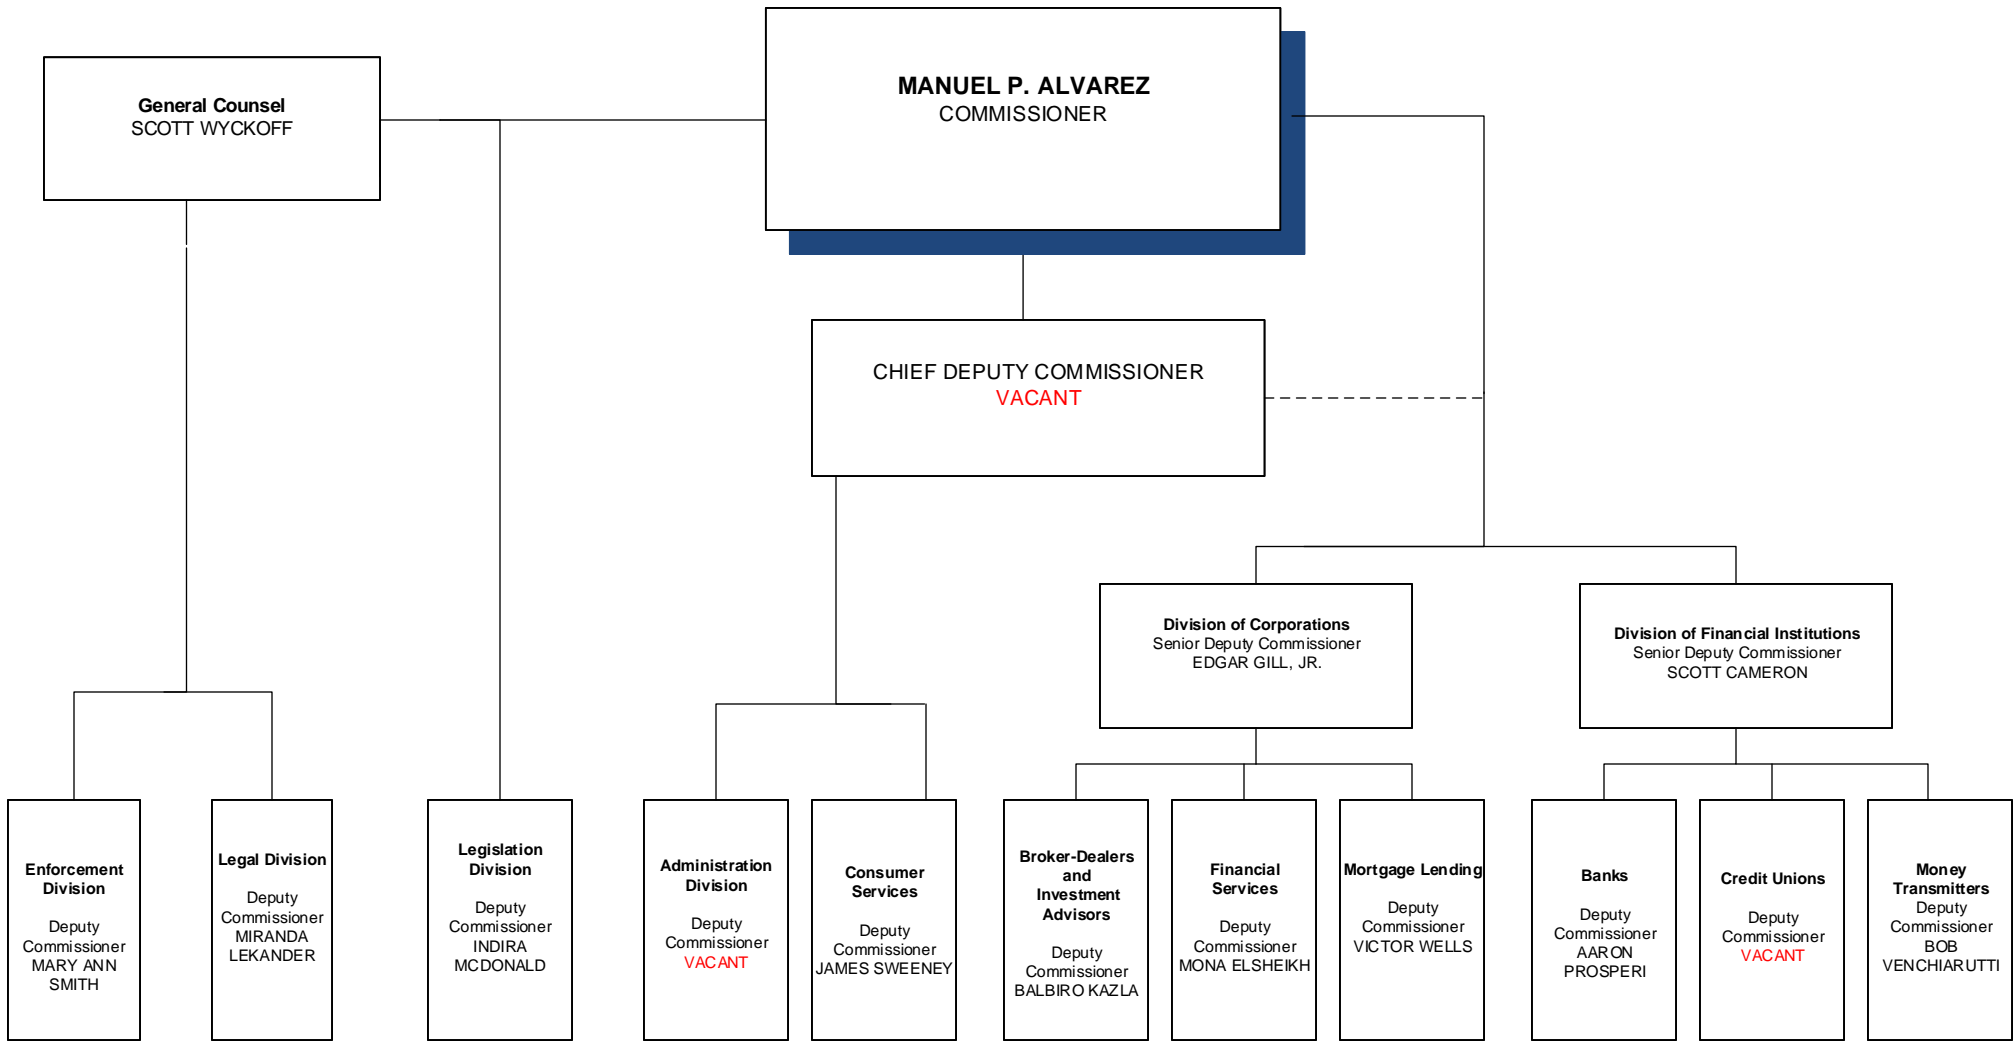 MANUEL P. ALVAREZ
COMMISSIONER
General Counsel
SCOTT WYCKOFF
CHIEF DEPUTY COMMISSIONER
VACANT
Division of Corporations
Senior Deputy Commissioner
EDGAR GILL, JR.
Division of Financial Institutions
Senior Deputy Commissioner
SCOTT CAMERON
Enforcement
Division
Deputy
Commissioner
MARY ANN
SMITH
Legal Division
Deputy
Commissioner
MIRANDA
LEKANDER
Legislation
Division
Deputy
Commissioner
INDIRA
MCDONALD
Administration
Division
Deputy
Commissioner
VACANT
Consumer
Services
Deputy
Commissioner
JAMES SWEENEY
Broker-Dealers
and
Investment
Advisors
Deputy
Commissioner
BALBIRO KAZLA
Financial
Services
Deputy
Commissioner
MONA ELSHEIKH
Mortgage Lending
Deputy
Commissioner
VICTOR WELLS
Banks
Deputy
Commissioner
AARON
PROSPERI
Credit Unions
Deputy
Commissioner
VACANT
Money
Transmitters
Deputy
Commissioner
BOB
VENCHIARUTTI